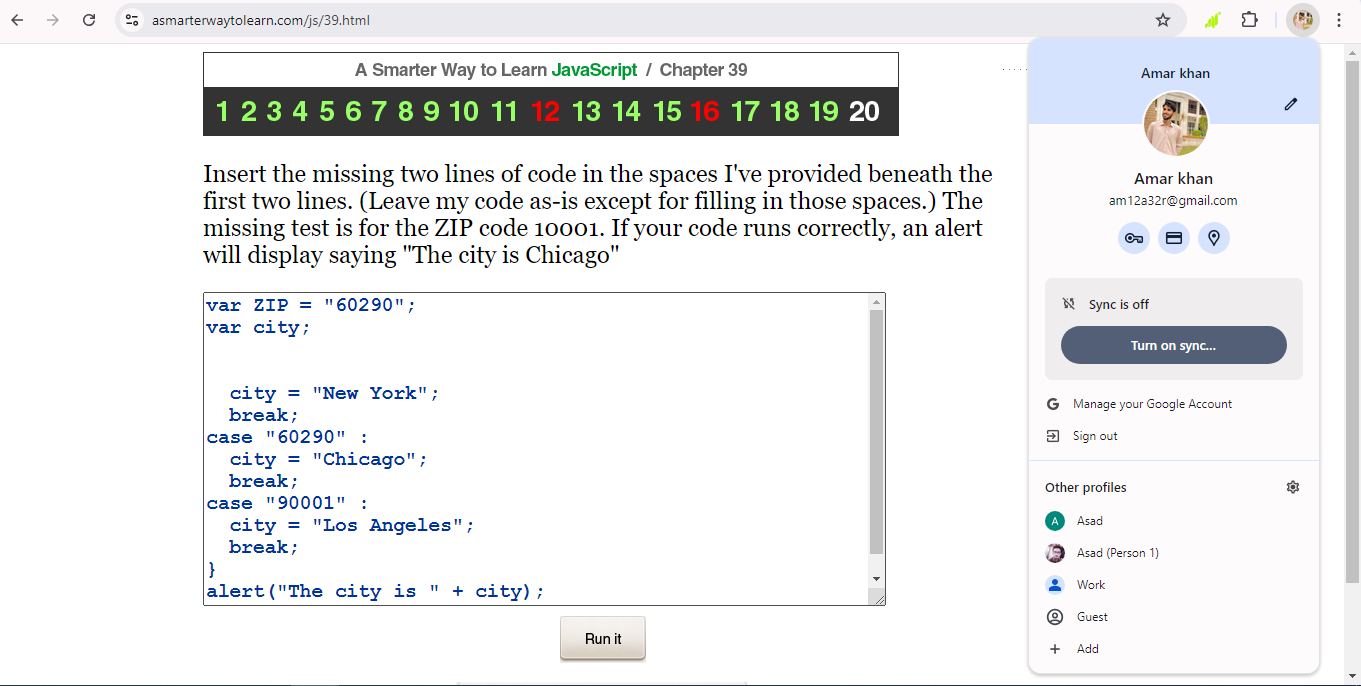 asmarterwaytolearn.com/js/39.html
A Smarter Way to Learn JavaScript / Chapter 39
1 2 3 4 5 6 7 8 9 10 11 12 13 14 15 16 17 18 19 20
Insert the missing two lines of code in the spaces I've provided beneath the
first two lines. (Leave my code as-is except for filling in those spaces.) The
missing test is for the ZIP code 10001. If your code runs correctly, an alert
will display saying "The city is Chicago"
var ZIP = "60290";
var city;
  city = "New York";
  break;
case "60290" :
  city = "Chicago";
  break;
case "90001" :
  city = "Los Angeles";
  break;
}
alert("The city is " + city);
Run it
Amar khan
Amar khan
am12a32r@gmail.com
Sync is off
Turn on sync...
Manage your Google Account
Sign out
Other profiles
A Asad
Asad (Person 1)
Work
Guest
Add